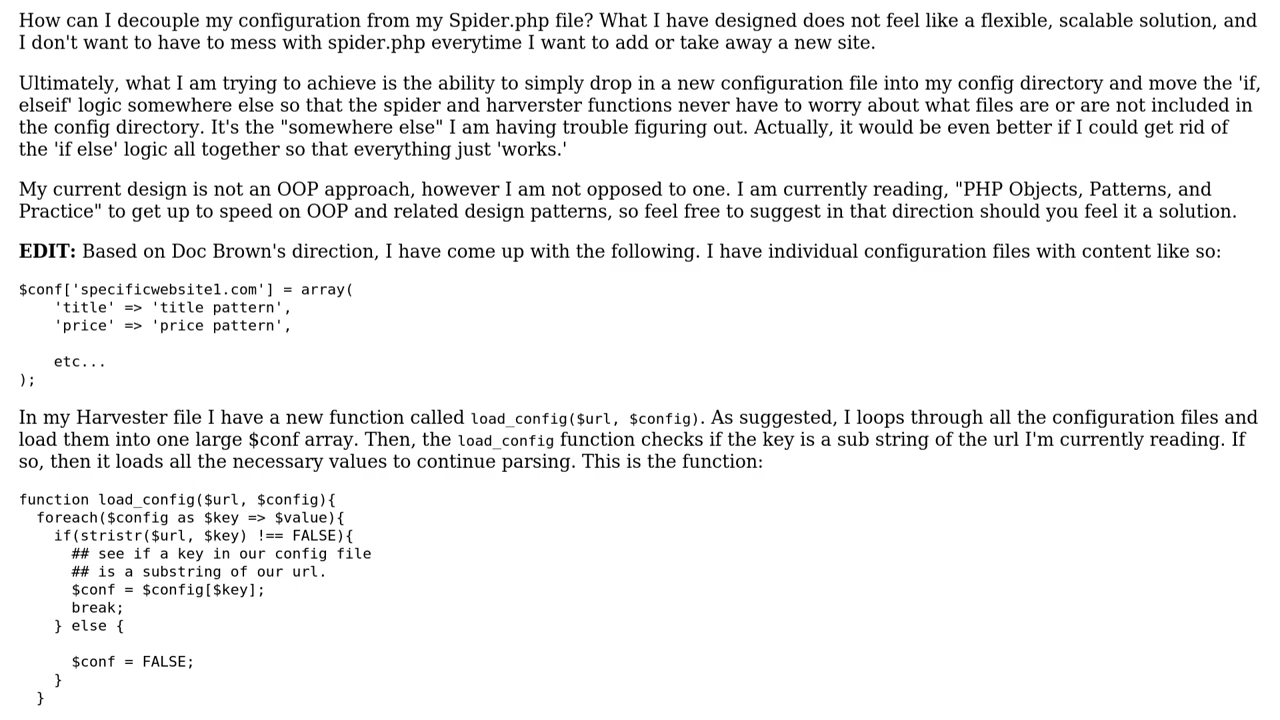 How can I decouple my configuration from my Spider.php file? What I have designed does not feel like a flexible, scalable solution, and
I don't want to have to mess with spider.php everytime I want to add or take away a new site.
Ultimately, what I am trying to achieve is the ability to simply drop in a new configuration file into my config directory and move the 'if,
elseif' logic somewhere else so that the spider and harverster functions never have to worry about what files are or are not included in
the config directory. It's the "somewhere else" I am having trouble figuring out. Actually, it would be even better if I could get rid of
the 'if else' logic all together so that everything just 'works.'
My current design is not an OOP approach, however I am not opposed to one. I am currently reading, "PHP Objects, Patterns, and
Practice" to get up to speed on OOP and related design patterns, so feel free to suggest in that direction should you feel it a solution.
EDIT: Based on Doc Brown's direction, I have come up with the following. I have individual configuration files with content like so:
$conf['specificwebsite1.com'] = array(
    'title' => 'title pattern',
    'price' => 'price pattern',
    etc...
);
In my Harvester file I have a new function called load_config($url, $config). As suggested, I loops through all the configuration files and
load them into one large $conf array. Then, the load_config function checks if the key is a sub string of the url I'm currently reading. If
so, then it loads all the necessary values to continue parsing. This is the function:
function load_config($url, $config){
  foreach($config as $key => $value){
    if(stristr($url, $key) !== FALSE){
      ## see if a key in our config file
      ## is a substring of our url.
      $conf = $config[$key];
      break;
    } else {
      $conf = FALSE;
    }
  }